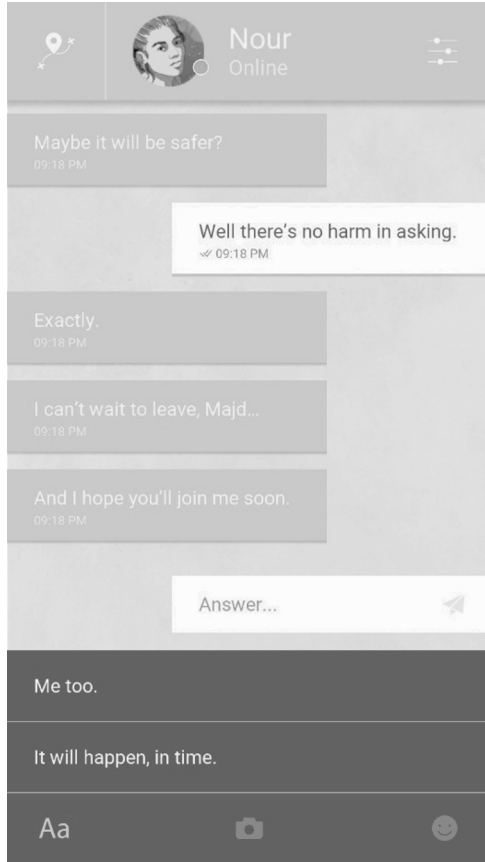 Nour
Online
Maybe it will be safer?
09:18 PM
Well there's no harm in asking.
09:18 PM
Exactly.
09:18 PM
I can't wait to leave, Majd...
09:18 PM
And I hope you'll join me soon.
09:18 PM
Answer...
Me too.
It will happen, in time.
Aa